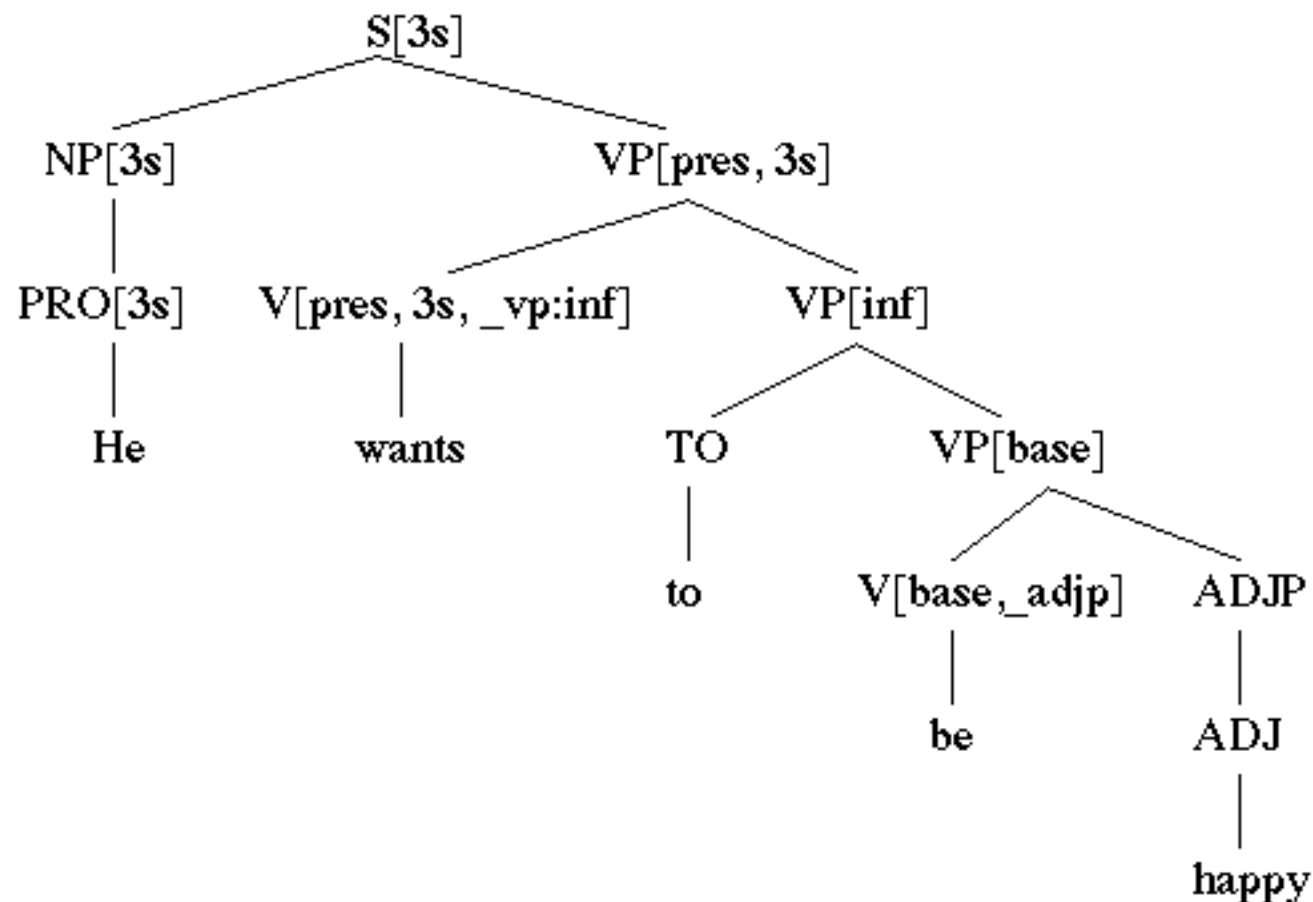 S[3s]
NP[3s] VP[pres, 3s]
PRO[3s] V[pres, 3s, _vp:inf] VP[inf]
He wants TO VP[base]
to V[base,_adjp] ADJP
be ADJ
happy